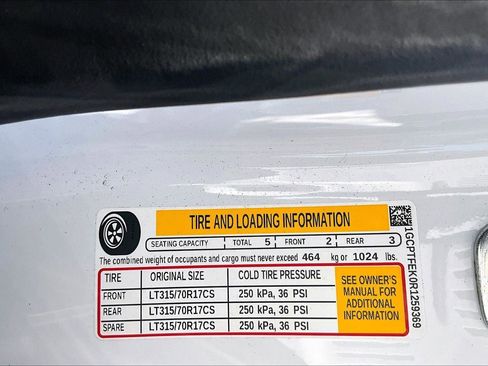 TIRE AND LOADING INFORMATION
SEATING CAPACITY TOTAL 5 FRONT 2 REAR 3
The combined weight of occupants and cargo must never exceed 464 kg or 1024 lbs.
TIRE ORIGINAL SIZE COLD TIRE PRESSURE
FRONT LT315/70R17CS 250 kPa, 36 PSI
REAR LT315/70R17CS 250 kPa, 36 PSI
SPARE LT315/70R17CS 250 kPa, 36 PSI
SEE OWNER'S
MANUAL FOR
ADDITIONAL
INFORMATION
1GCPTFEK0R1259369